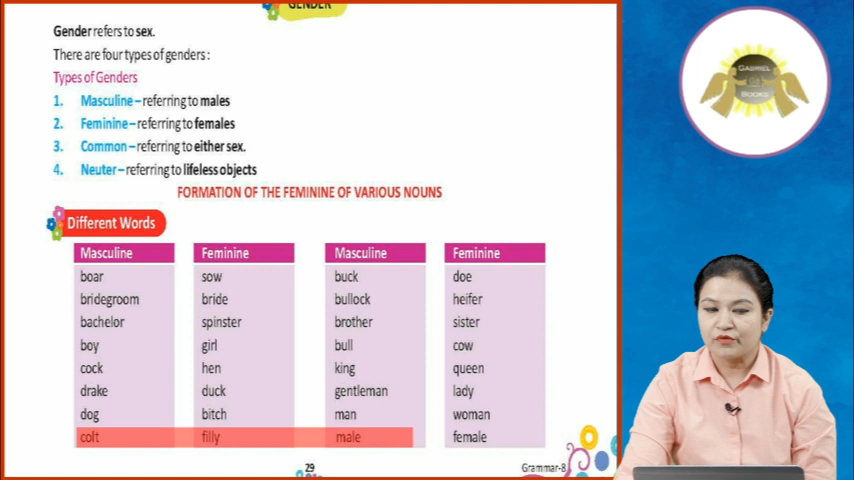 GENDER
Gender refers to sex.
There are four types of genders :
Types of Genders
1. Masculine – referring to males
2. Feminine – referring to females
3. Common – referring to either sex.
4. Neuter – referring to lifeless objects
FORMATION OF THE FEMININE OF VARIOUS NOUNS
Different Words
Masculine Feminine Masculine Feminine
boar sow buck doe
bridegroom bride bullock heifer
bachelor spinster brother sister
boy girl bull cow
cock hen king queen
drake duck gentleman lady
dog bitch man woman
colt filly male female
29
Grammar-8
GABRIEL
BOOKS